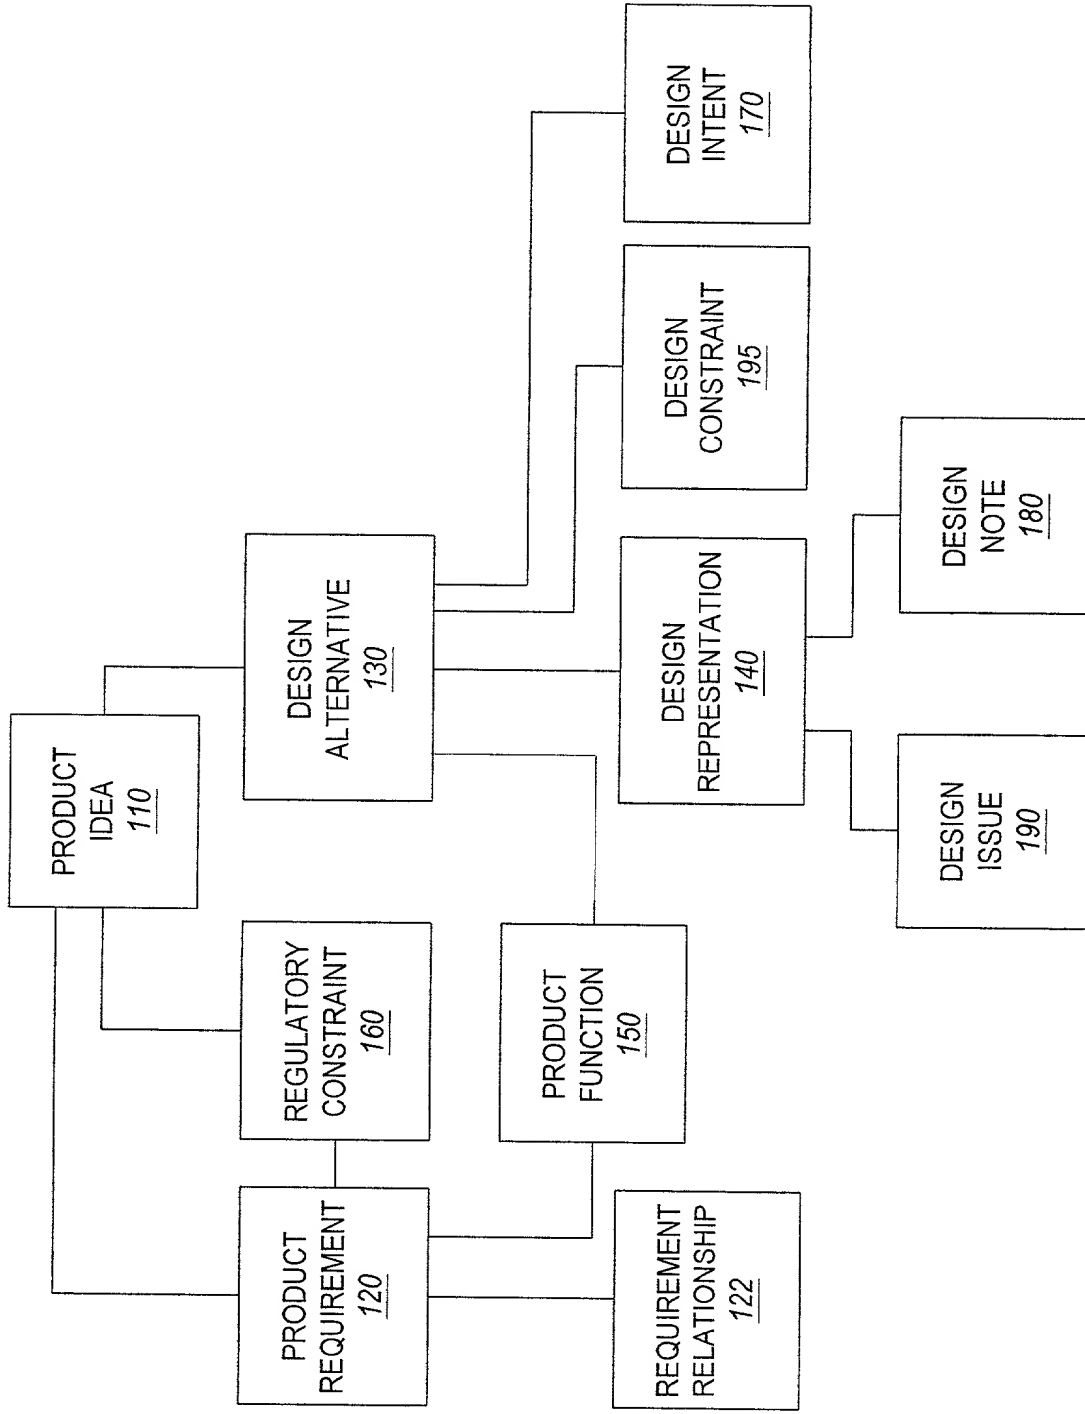 PRODUCT
IDEA
110
PRODUCT
REQUIREMENT
120
REGULATORY
CONSTRAINT
160
DESIGN
ALTERNATIVE
130
PRODUCT
FUNCTION
150
REQUIREMENT
RELATIONSHIP
122
DESIGN
REPRESENTATION
140
DESIGN
CONSTRAINT
195
DESIGN
INTENT
170
DESIGN
ISSUE
190
DESIGN
NOTE
180